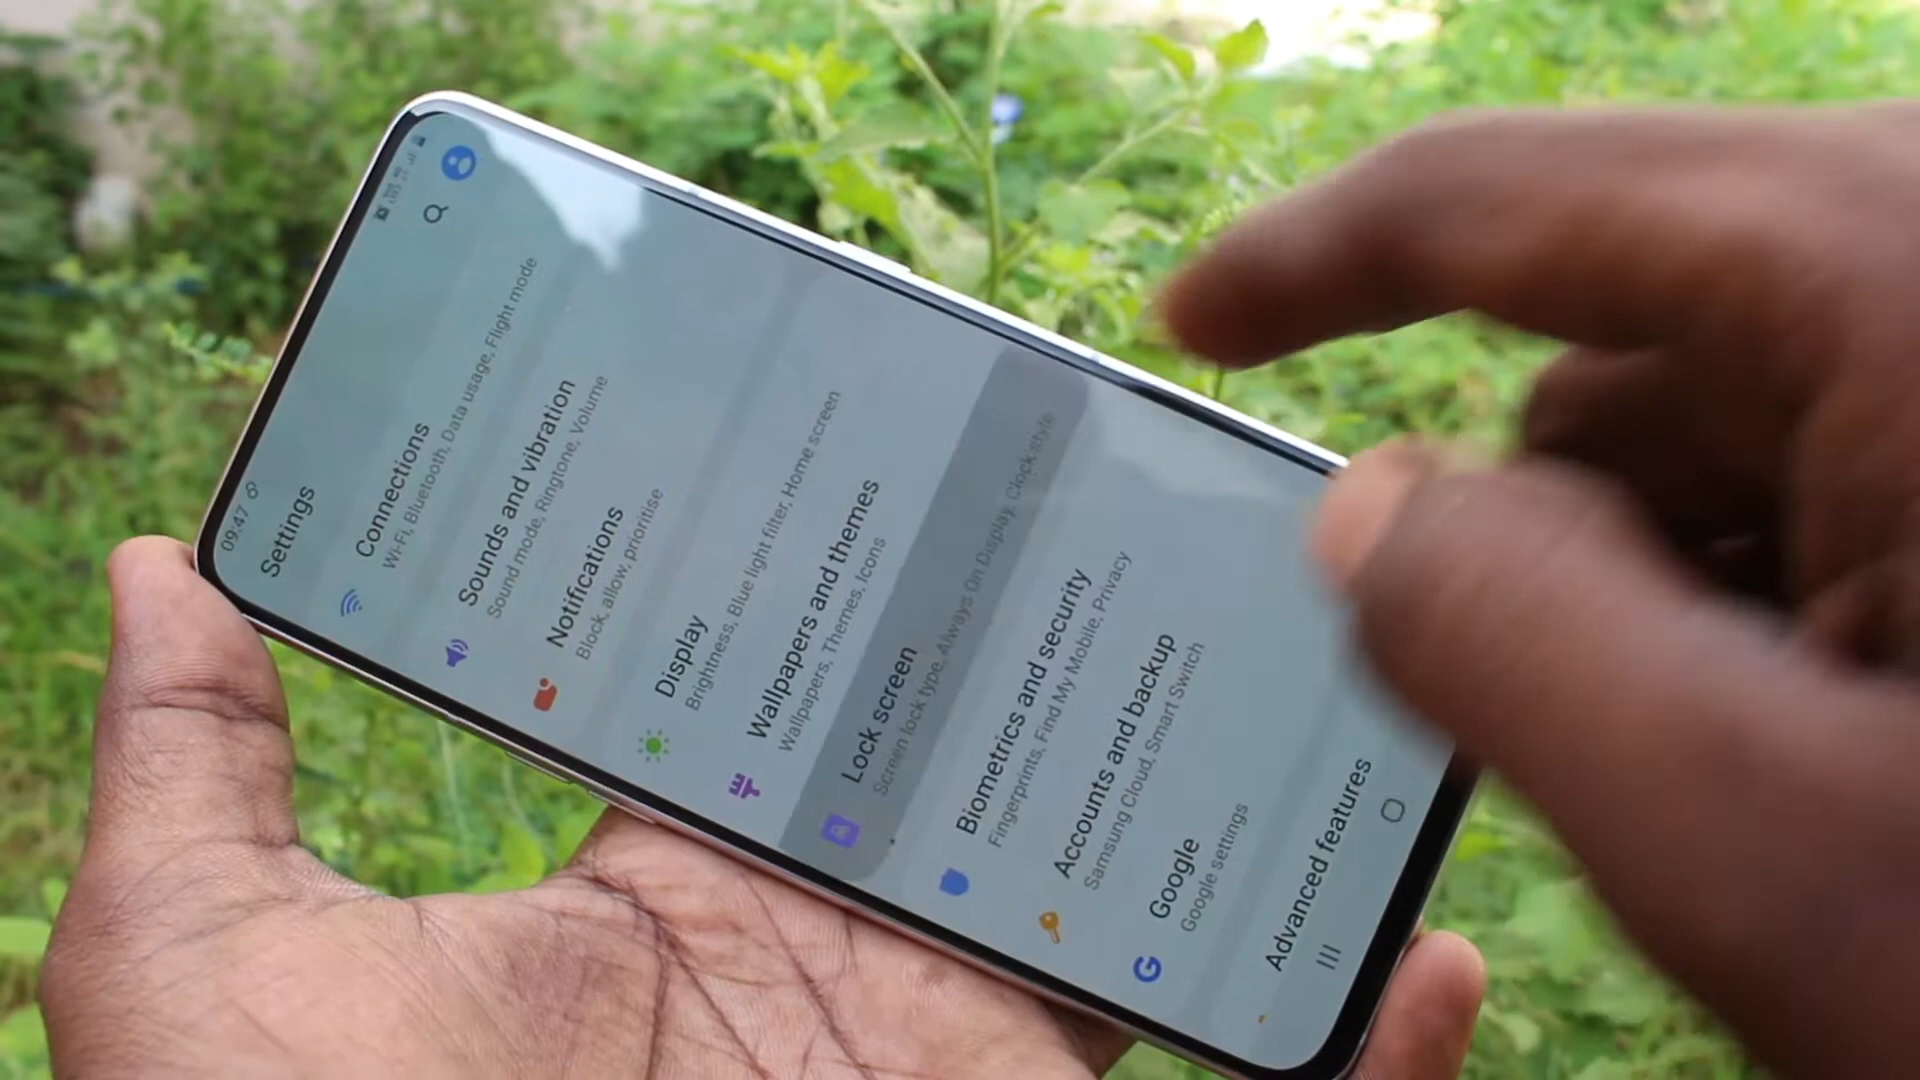 09:47
Settings
Connections
Wi-Fi, Bluetooth, Data usage, Flight mode
Sounds and vibration
Sound mode, Ringtone, Volume
Notifications
Block, allow, prioritise
Display
Brightness, Blue light filter, Home screen
Wallpapers and themes
Wallpapers, Themes, Icons
Lock screen
Screen lock type, Always On Display, Clock style
Biometrics and security
Fingerprints, Find My Mobile, Privacy
Accounts and backup
Samsung Cloud, Smart Switch
Google
Google settings
Advanced features